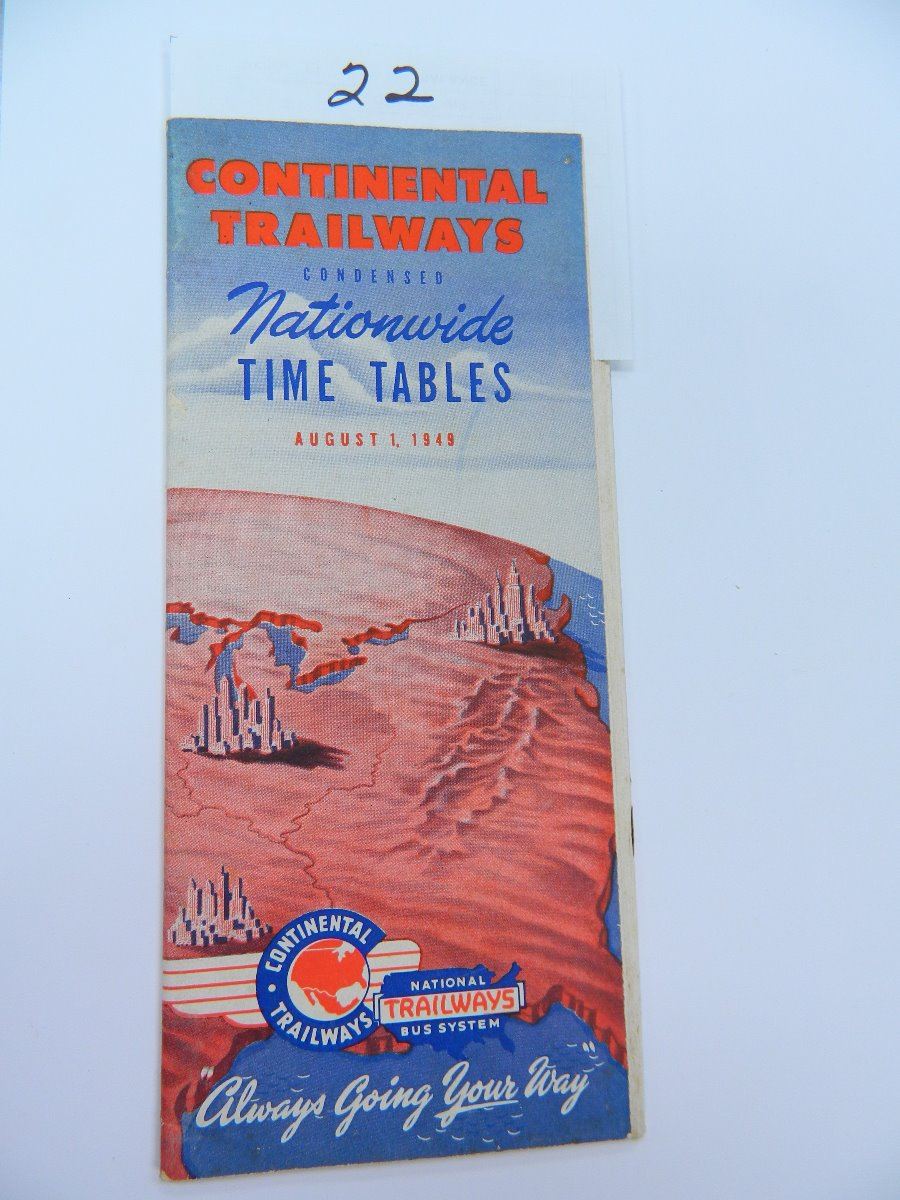 22
CONTINENTAL
TRAILWAYS
CONDENSED
Nationwide
TIME TABLES
AUGUST 1, 1949
CONTINENTAL
TRAILWAYS
NATIONAL
TRAILWAYS
BUS SYSTEM
"Always Going Your Way"